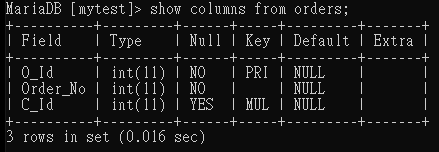 MariaDB [mytest]> show columns from orders;
+----------+---------+------+-----+---------+-------+
| Field    | Type    | Null | Key | Default | Extra |
+----------+---------+------+-----+---------+-------+
| O_Id     | int(11) | NO   | PRI | NULL    |       |
| Order_No | int(11) | NO   |     | NULL    |       |
| C_Id     | int(11) | YES  | MUL | NULL    |       |
+----------+---------+------+-----+---------+-------+
3 rows in set (0.016 sec)